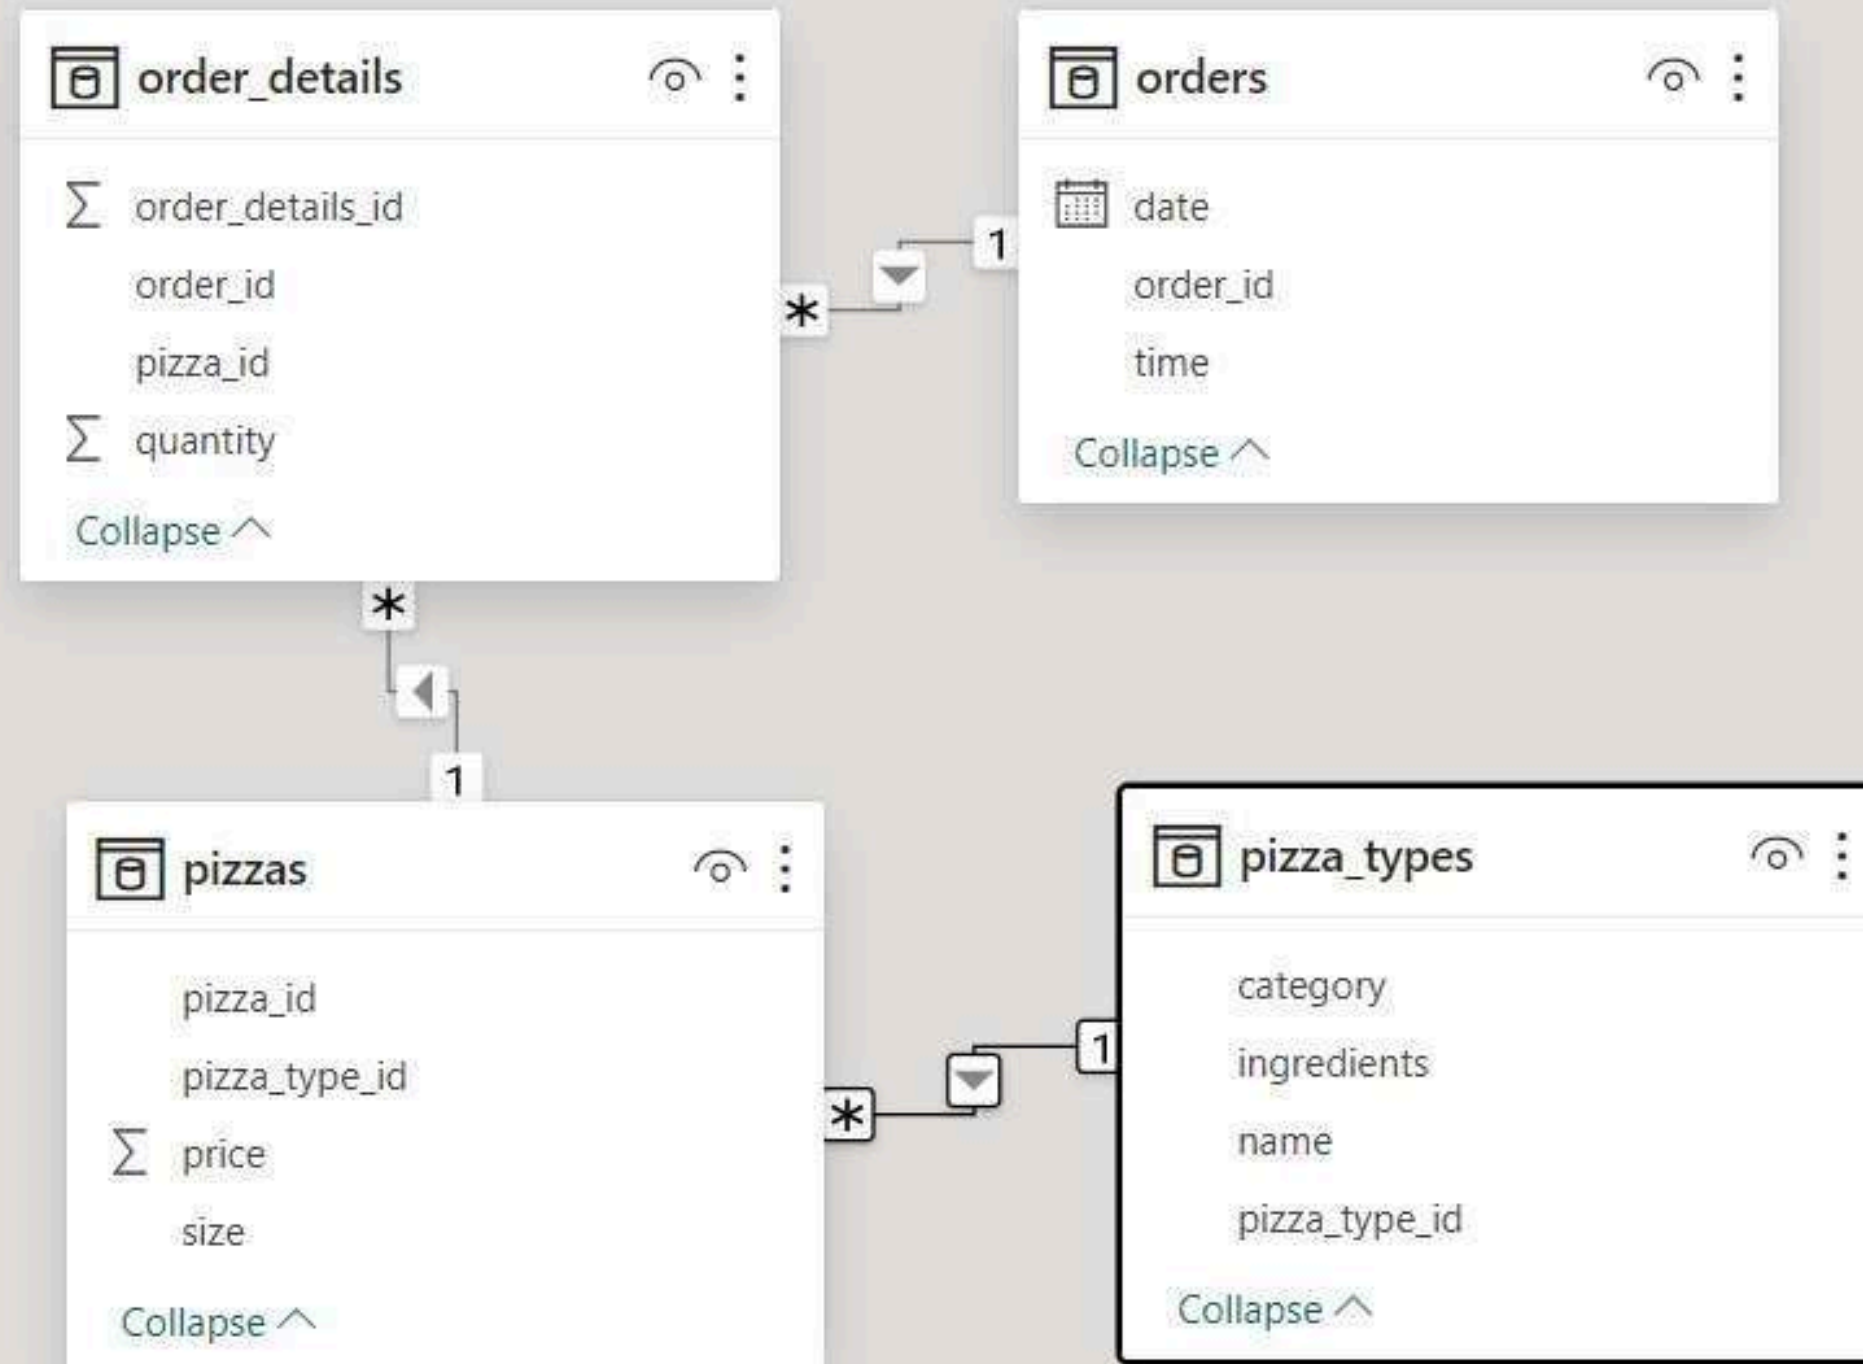 order_details
order_details_id
order_id
pizza_id
quantity
Collapse
orders
date
order_id
time
Collapse
1
*
*
1
pizzas
pizza_id
pizza_type_id
price
size
Collapse
*
1
pizza_types
category
ingredients
name
pizza_type_id
Collapse